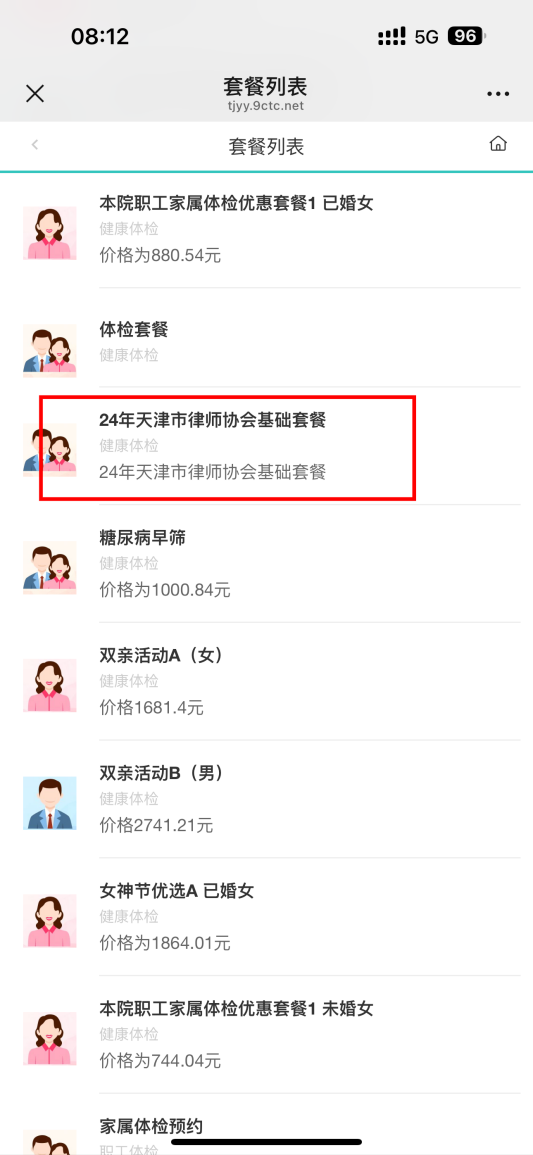 08:12
5G 96
套餐列表
tjyy.9ctc.net
套餐列表
本院职工家属体检优惠套餐1 已婚女
健康体检
价格为880.54元
体检套餐
健康体检
24年天津市律师协会基础套餐
健康体检
24年天津市律师协会基础套餐
糖尿病早筛
健康体检
价格为1000.84元
双亲活动A（女）
健康体检
价格1681.4元
双亲活动B（男）
健康体检
价格2741.21元
女神节优选A 已婚女
健康体检
价格为1864.01元
本院职工家属体检优惠套餐1 未婚女
健康体检
价格为744.04元
家属体检预约
职工体检